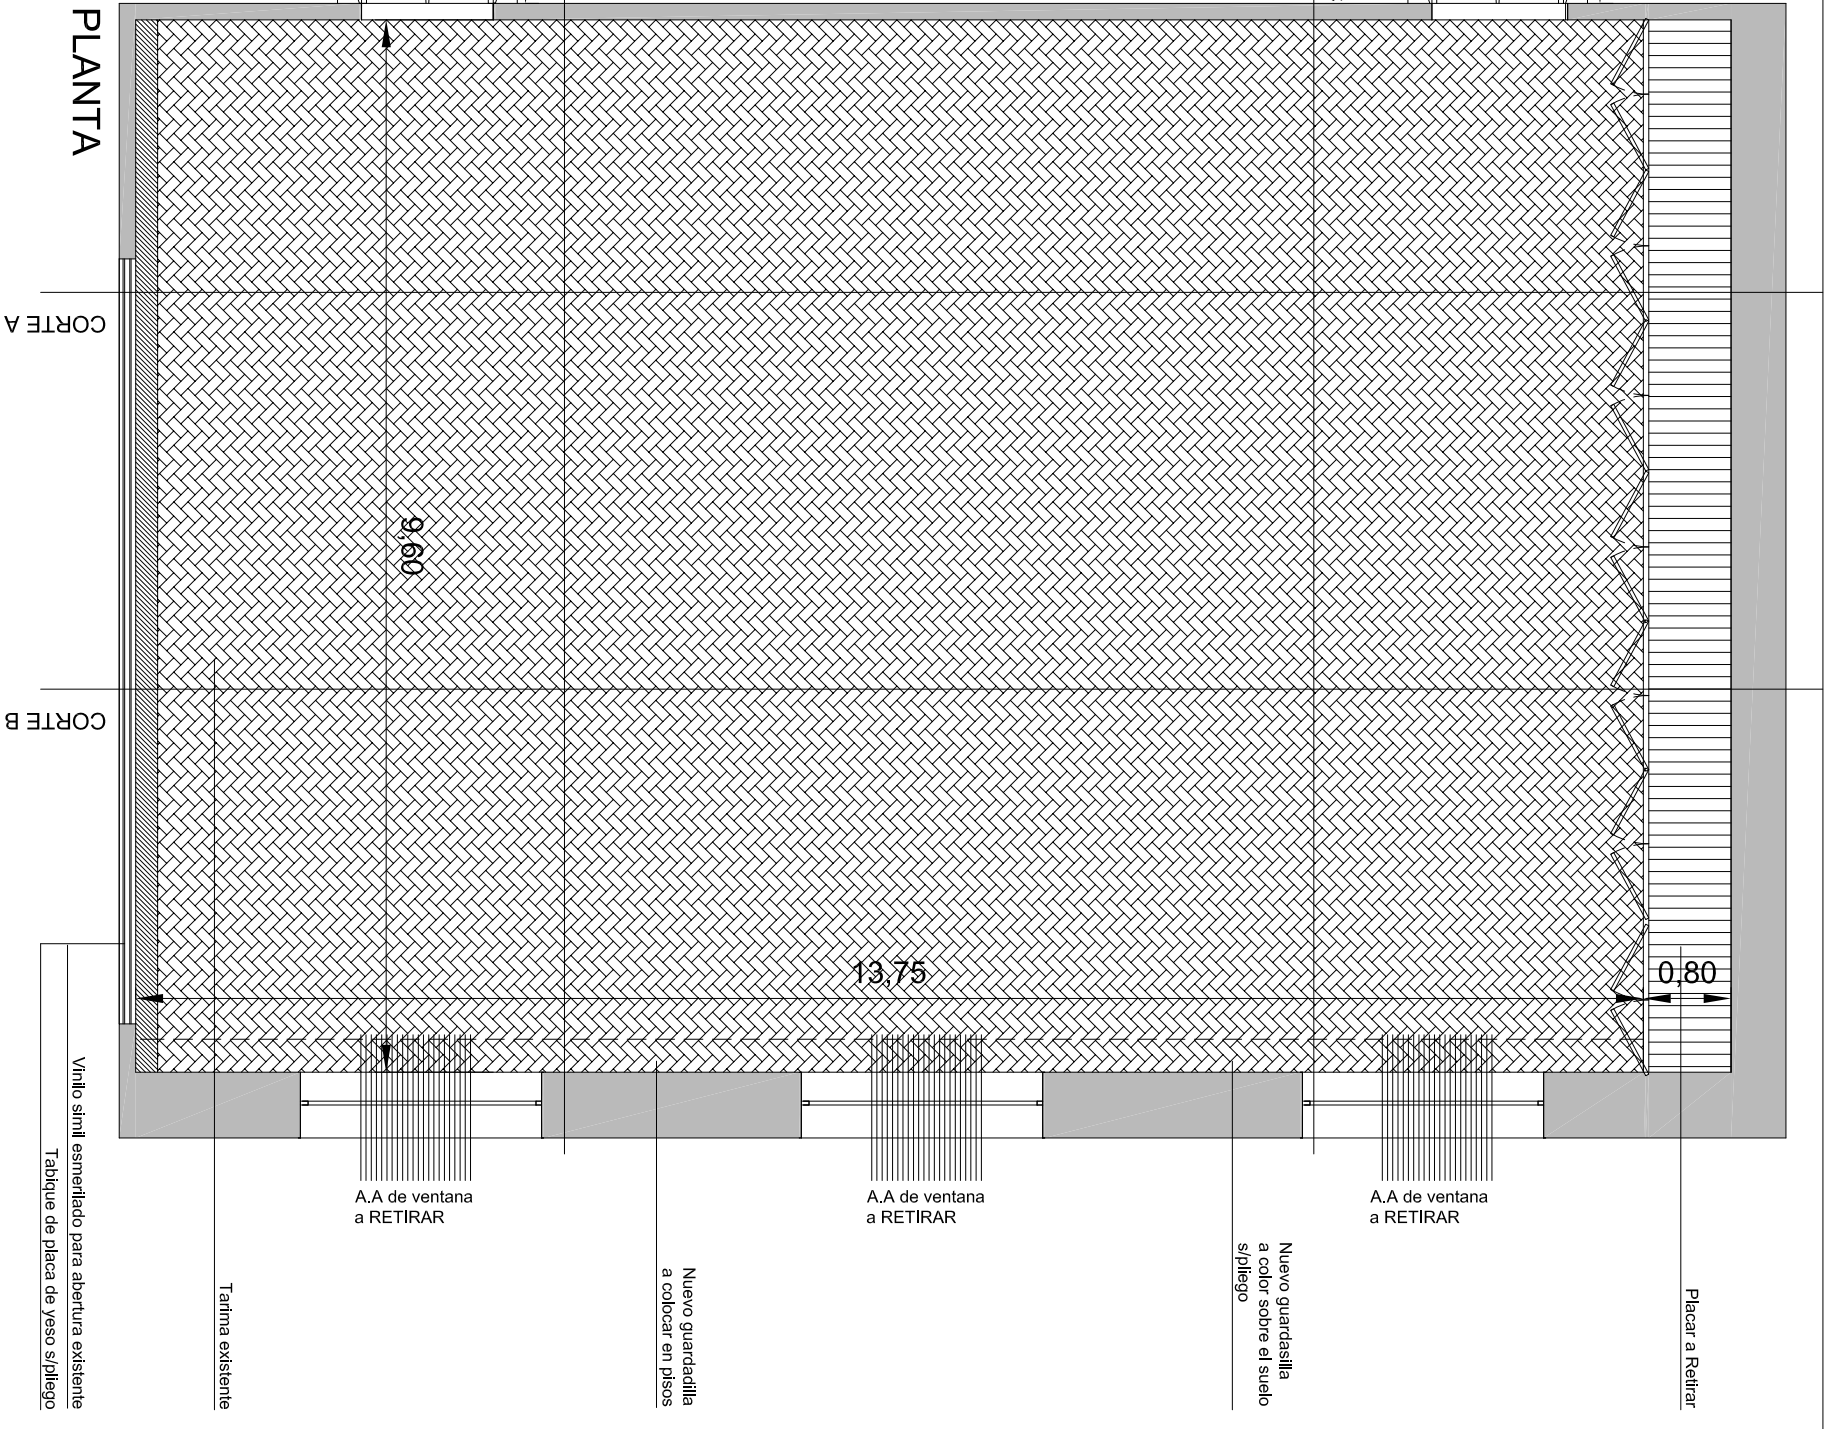 PLANTA
CORTE A
CORTE B
9,60
13,75
0,80
A.A de ventana
a RETIRAR
A.A de ventana
a RETIRAR
A.A de ventana
a RETIRAR
Vinilo simil esmerilado para abertura existente
Tabique de placa de yeso s/pliego
Tarima existente
Nuevo guardadilla
a colocar en pisos
Nuevo guardasilla
a color sobre el suelo
s/pliego
Placar a Retirar